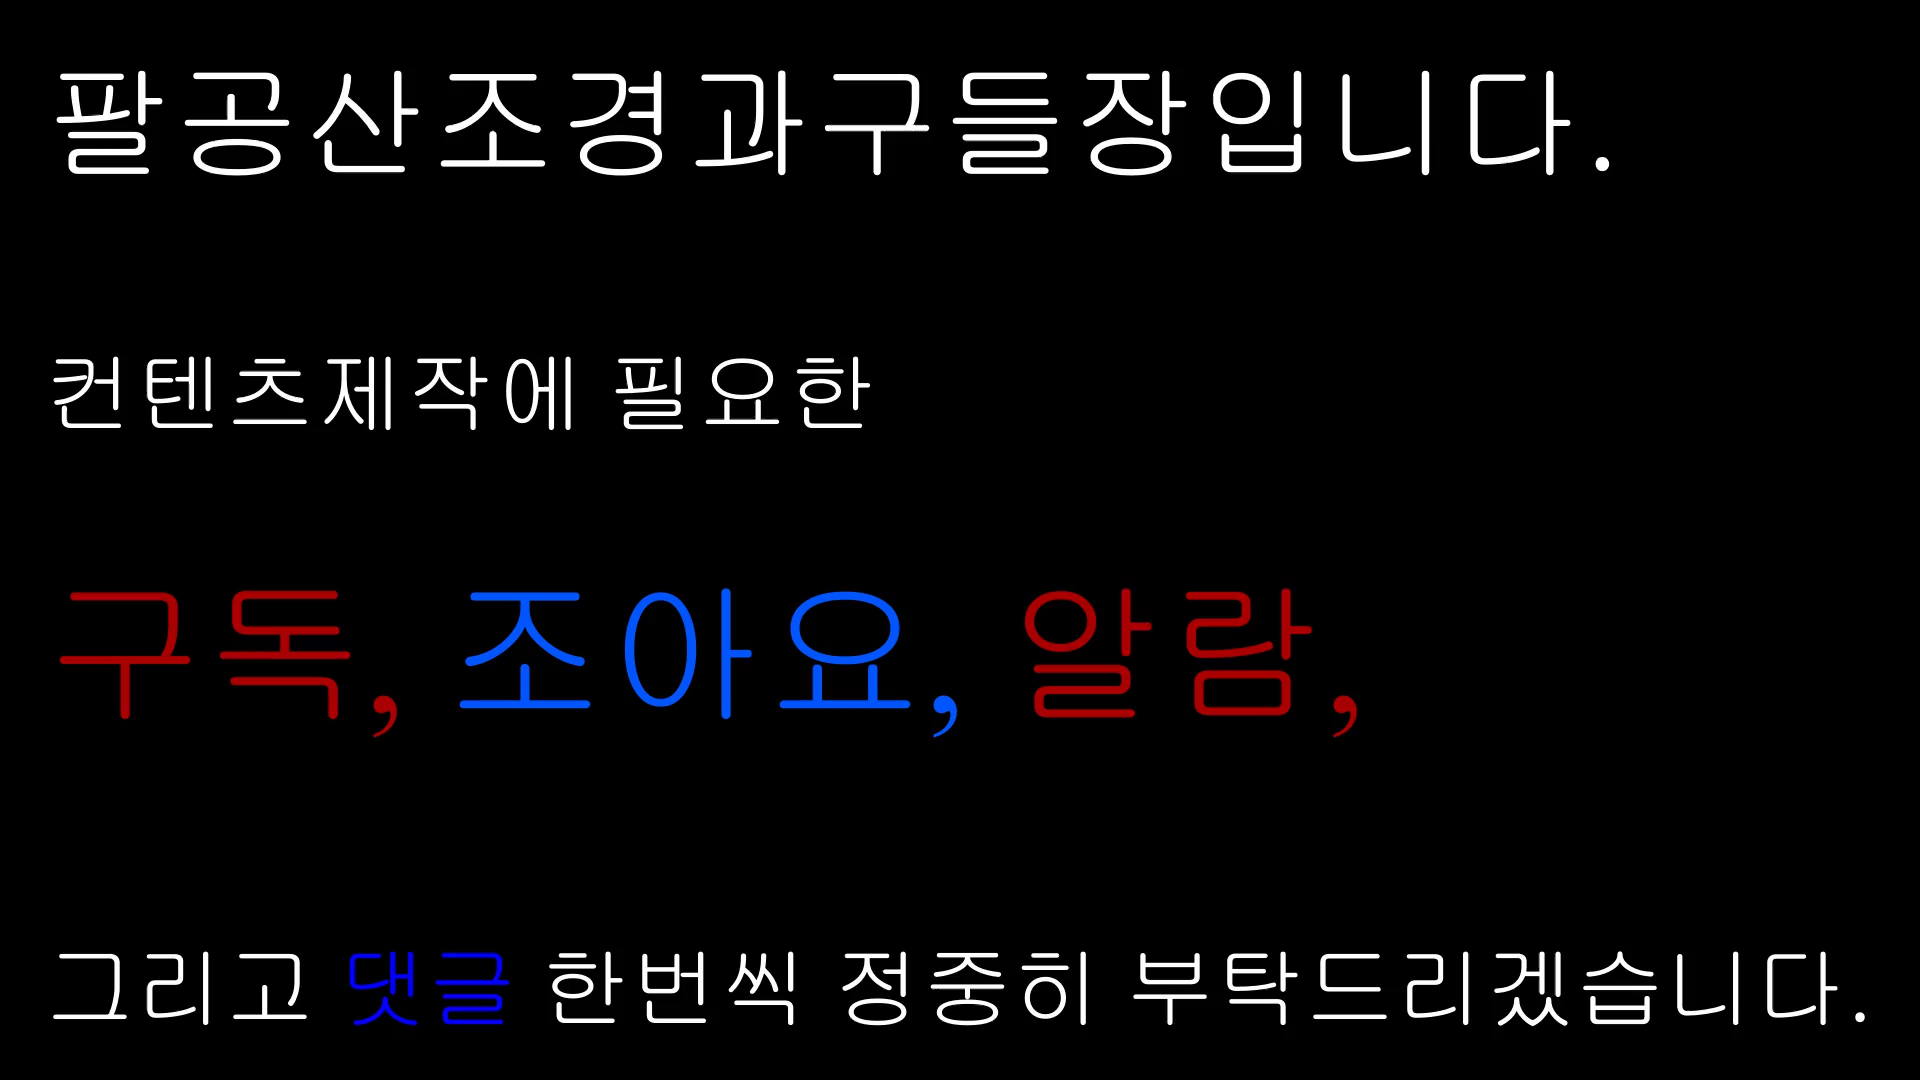 팔공산조경과구들장입니다.
컨텐츠제작에 필요한
구독, 조아요, 알람,
그리고 댓글 한번씩 정중히 부탁드리겠습니다.